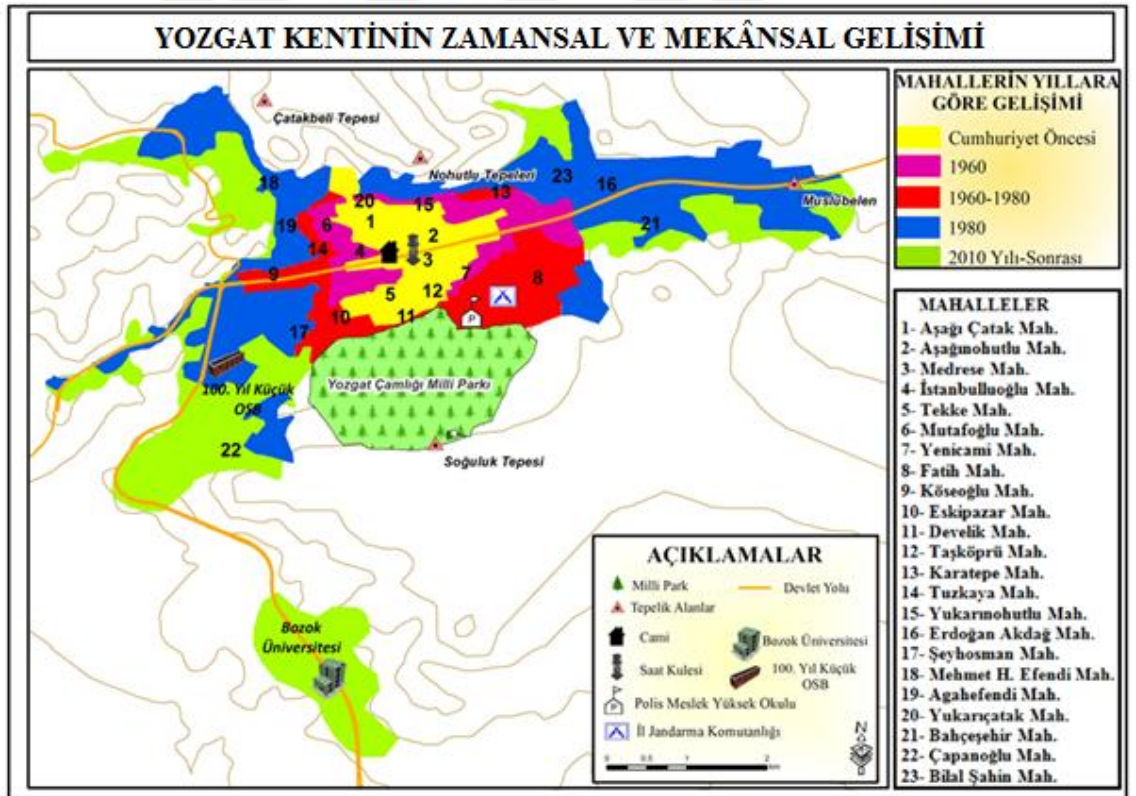 YOZGAT KENTİNİN ZAMANSAL VE MEKÂNSAL GELİŞİMİ
Çatakbeli Tepesi
Nohutlu Tepeleri
Muslubelen
18
20
15
13
23
16
1
19
6
2
21
14
4
3
9
7
8
5
12
10
11
17
100. Yıl Küçük
OSB
Yozgat Çamlığı Milli Parkı
22
Soğuluk Tepesi
Bozok
Üniversitesi
MAHALLERİN YILLARA
GÖRE GELİŞİMİ
Cumhuriyet Öncesi
1960
1960-1980
1980
2010 Yılı-Sonrası
MAHALLELER
1- Aşağı Çatak Mah.
2- Aşağınohutlu Mah.
3- Medrese Mah.
4- İstanbulluoğlu Mah.
5- Tekke Mah.
6- Mutafoğlu Mah.
7- Yenicami Mah.
8- Fatih Mah.
9- Köseoğlu Mah.
10- Eskipazar Mah.
11- Develik Mah.
12- Taşköprü Mah.
13- Karatepe Mah.
14- Tuzkaya Mah.
15- Yukarınohutlu Mah.
16- Erdoğan Akdağ Mah.
17- Şeyhosman Mah.
18- Mehmet H. Efendi Mah.
19- Agahefendi Mah.
20- Yukarıçatak Mah.
21- Bahçeşehir Mah.
22- Çapanoğlu Mah.
23- Bilal Şahin Mah.
AÇIKLAMALAR
Milli Park
Devlet Yolu
Tepelik Alanlar
Cami
Bozok Üniversitesi
Saat Kulesi
100. Yıl Küçük
OSB
P Polis Meslek Yüksek Okulu
İl Jandarma Komutanlığı
0 0.5 1 2
N
P